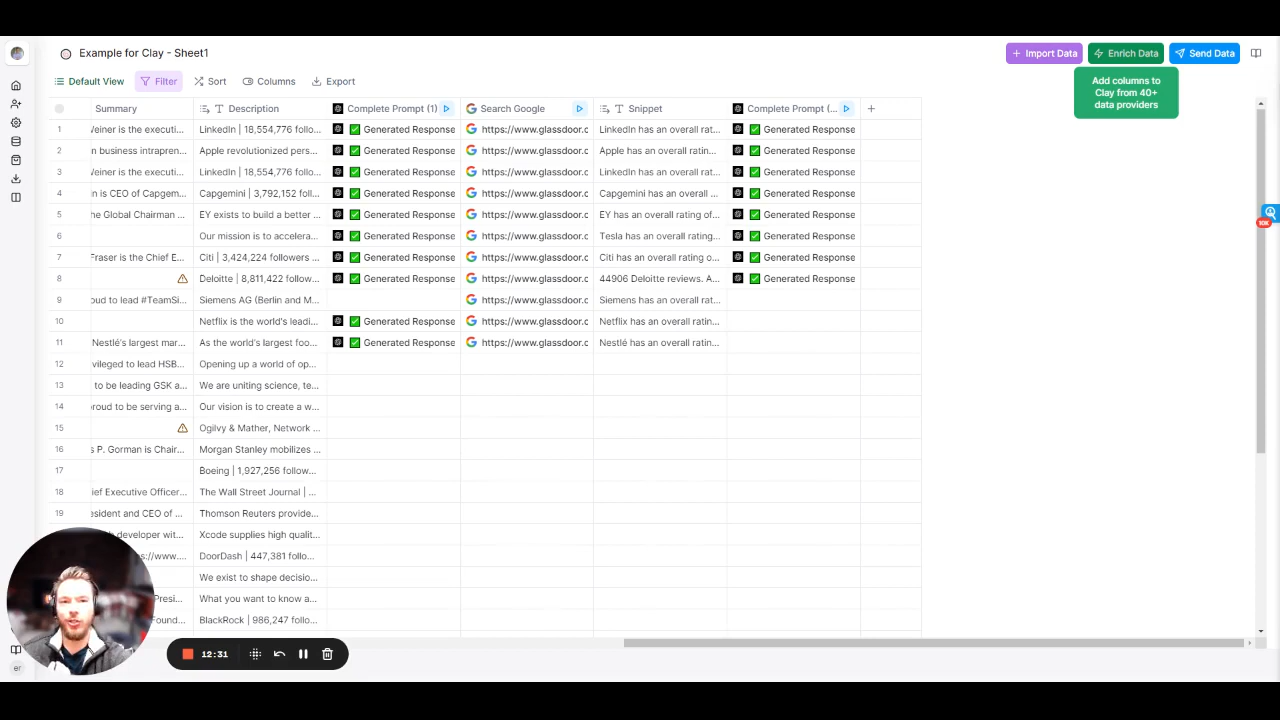 Example for Clay - Sheet1
Import Data
Enrich Data
Send Data
Default View
Filter
Sort
Columns
Export
Add columns to
Clay from 40+
data providers
Summary Description Complete Prompt (1) Search Google Snippet Complete Prompt (... +
1 Weiner is the executi... LinkedIn | 18,554,776 follo... Generated Response https://www.glassdoor.c LinkedIn has an overall rat... Generated Response
2 n business intrapren... Apple revolutionized pers... Generated Response https://www.glassdoor.c Apple has an overall ratin... Generated Response
3 Weiner is the executi... LinkedIn | 18,554,776 follo... Generated Response https://www.glassdoor.c LinkedIn has an overall rat... Generated Response
4 in is CEO of Capgem... Capgemini | 3,792,152 foll... Generated Response https://www.glassdoor.c Capgemini has an overall ... Generated Response
5 he Global Chairman ... EY exists to build a better ... Generated Response https://www.glassdoor.c EY has an overall rating of... Generated Response
6 Our mission is to accelera... Generated Response https://www.glassdoor.c Tesla has an overall rating... Generated Response
7 Fraser is the Chief E... Citi | 3,424,224 followers ... Generated Response https://www.glassdoor.c Citi has an overall rating o... Generated Response
8 Deloitte | 8,811,422 follow... Generated Response https://www.glassdoor.c 44906 Deloitte reviews. A... Generated Response
9 oud to lead #TeamSi... Siemens AG (Berlin and M... https://www.glassdoor.c Siemens has an overall rat...
10 Netflix is the world's leadi... Generated Response https://www.glassdoor.c Netflix has an overall ratin...
11 Nestlé's largest mar... As the world's largest foo... Generated Response https://www.glassdoor.c Nestlé has an overall ratin...
12 vileged to lead HSB... Opening up a world of op...
13 to be leading GSK a... We are uniting science, te...
14 proud to be serving a... Our vision is to create a w...
15 Ogilvy & Mather, Network ...
16 s P. Gorman is Chair... Morgan Stanley mobilizes ...
17 Boeing | 1,927,256 follow...
18 ief Executive Officer... The Wall Street Journal | ...
19 esident and CEO of ... Thomson Reuters provide...
developer wit... Xcode supplies high qualit...
s://www.... DoorDash | 447,381 follo...
We exist to shape decisio...
Presi... What you want to know a...
Found... BlackRock | 986,247 follo...
10K
12:31
er